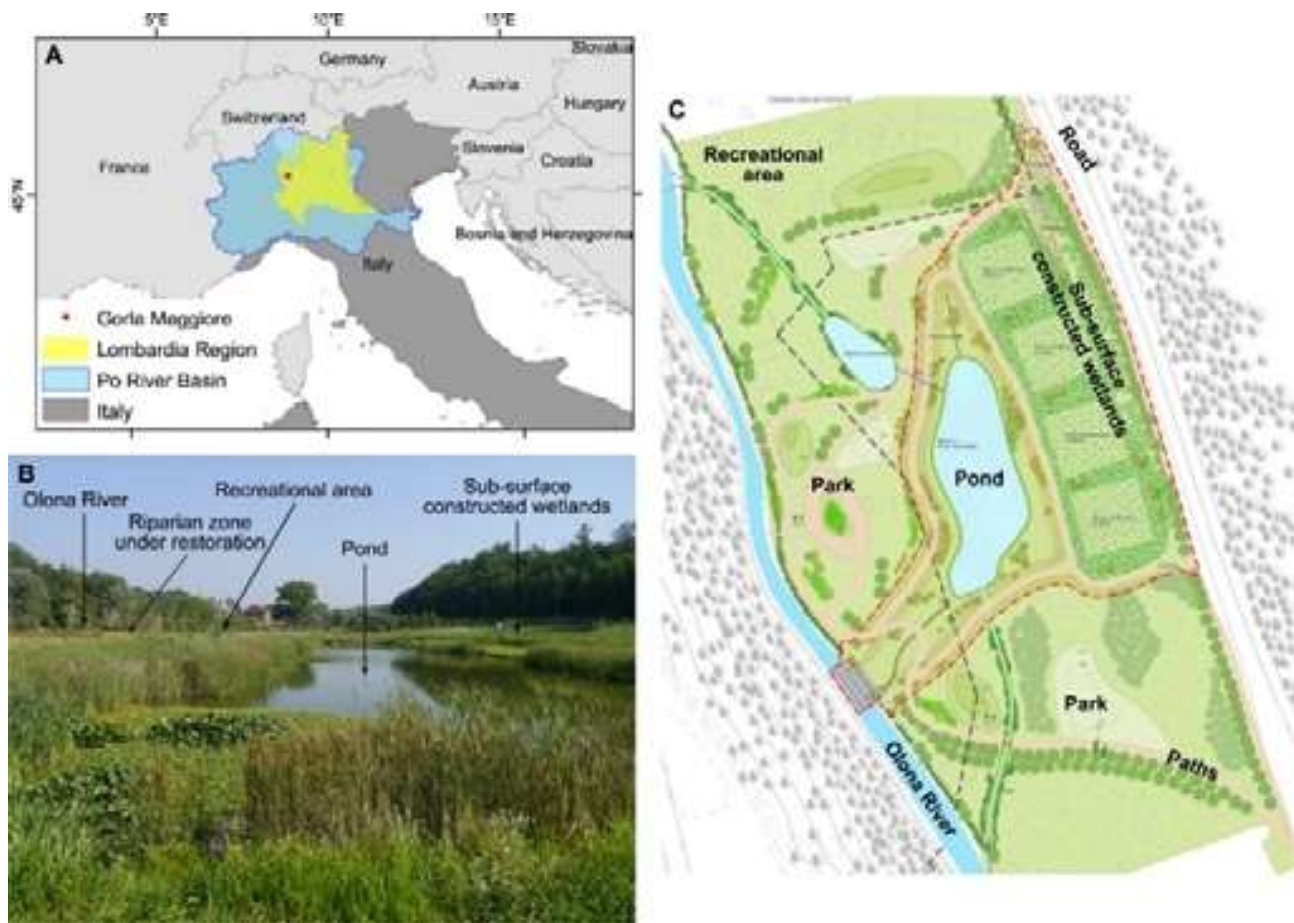 5°E
10°E
15°E
A
45°N
Slovakia
Germany
Austria
Hungary
Switzerland
France
Slovenia
Croatia
Bosnia and Herzegovina
Italy
Gorla Maggiore
Lombardia Region
Po River Basin
Italy
B
Olona River
Recreational area
Riparian zone
under restoration
Pond
Sub-surface
constructed wetlands
C
Road
Recreational
area
Sub-surface
constructed wetlands
Park
Pond
Park
Paths
Olona River